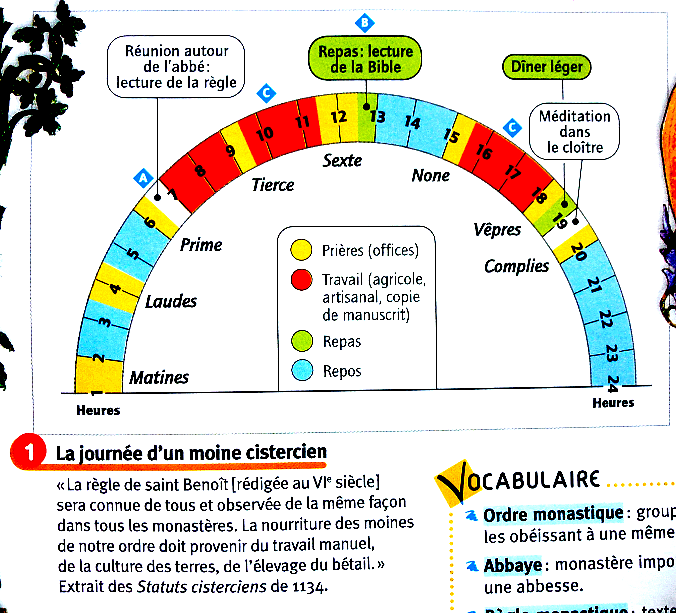 B
Réunion autour
de l'abbé :
lecture de la règle
Repas : lecture
de la Bible
Dîner léger
Méditation
dans
le cloître
C
C
A
1
2
3
4
5
6
7
8
9
10
11
12
13
14
15
16
17
18
19
20
21
22
23
24
Matines
Laudes
Prime
Tierce
Sexte
None
Vêpres
Complies
Prières (offices)
Travail (agricole,
artisanal, copie
de manuscrit)
Repas
Repos
Heures
Heures
1 La journée d'un moine cistercien
« La règle de saint Benoît [rédigée au VIe siècle]
sera connue de tous et observée de la même façon
dans tous les monastères. La nourriture des moines
de notre ordre doit provenir du travail manuel,
de la culture des terres, de l'élevage du bétail. »
Extrait des Statuts cisterciens de 1134.
VOCABULAIRE
Ordre monastique : group
les obéissant à une même
Abbaye : monastère impo
une abbesse.